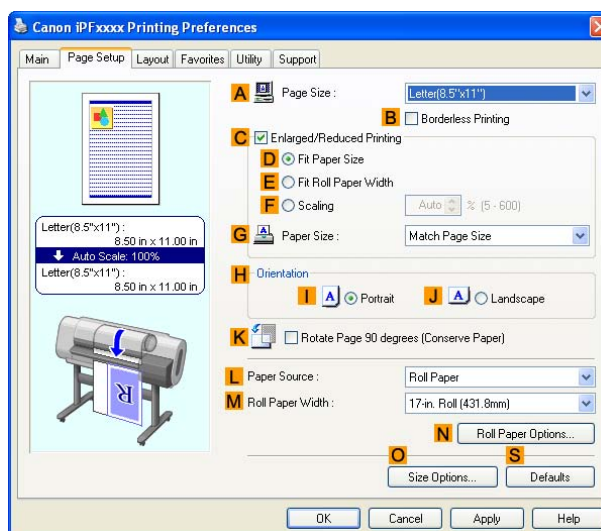 Canon iPFxxxx Printing Preferences
Main Page Setup Layout Favorites Utility Support
A Page Size : Letter(8.5"x11")
B Borderless Printing
C Enlarged/Reduced Printing
D Fit Paper Size
E Fit Roll Paper Width
F Scaling Auto % (5 - 600)
G Paper Size : Match Page Size
Letter(8.5"x11") :
8.50 in x 11.00 in
Auto Scale: 100%
Letter(8.5"x11") :
8.50 in x 11.00 in
H Orientation
I A Portrait J A Landscape
K Rotate Page 90 degrees (Conserve Paper)
R
L Paper Source : Roll Paper
M Roll Paper Width : 17-in. Roll (431.8mm)
N Roll Paper Options...
O S
Size Options... Defaults
OK Cancel Apply Help